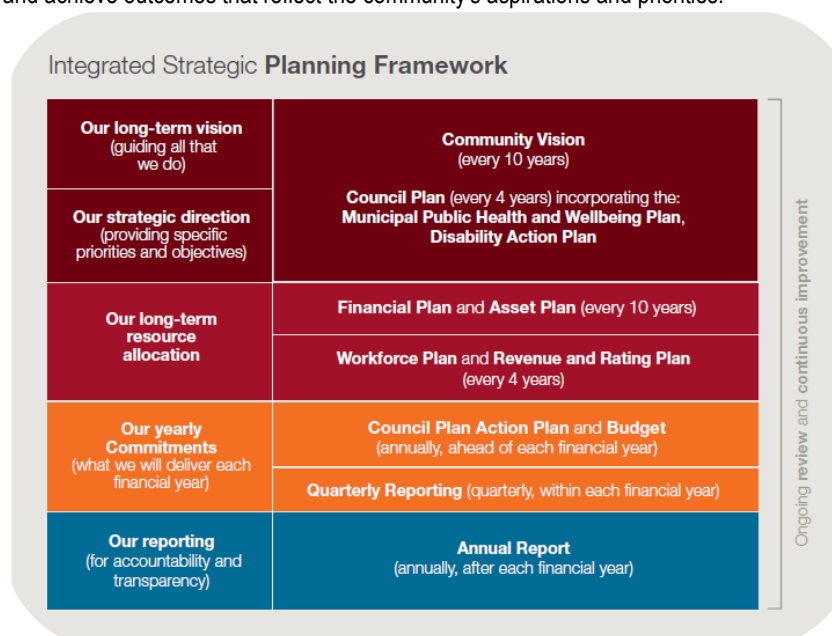 and achieve outcomes that reflect the community's aspirations and priorities.
Integrated Strategic Planning Framework
Our long-term vision
(guiding all that
we do)
Community Vision
(every 10 years)
Council Plan (every 4 years) incorporating the:
Municipal Public Health and Wellbeing Plan,
Disability Action Plan
Our strategic direction
(providing specific
priorities and objectives)
Our long-term
resource
allocation
Financial Plan and Asset Plan (every 10 years)
Workforce Plan and Revenue and Rating Plan
(every 4 years)
Our yearly
Commitments
(what we will deliver each
financial year)
Council Plan Action Plan and Budget
(annually, ahead of each financial year)
Quarterly Reporting (quarterly, within each financial year)
Our reporting
(for accountability and
transparency)
Annual Report
(annually, after each financial year)
Ongoing review and continuous improvement